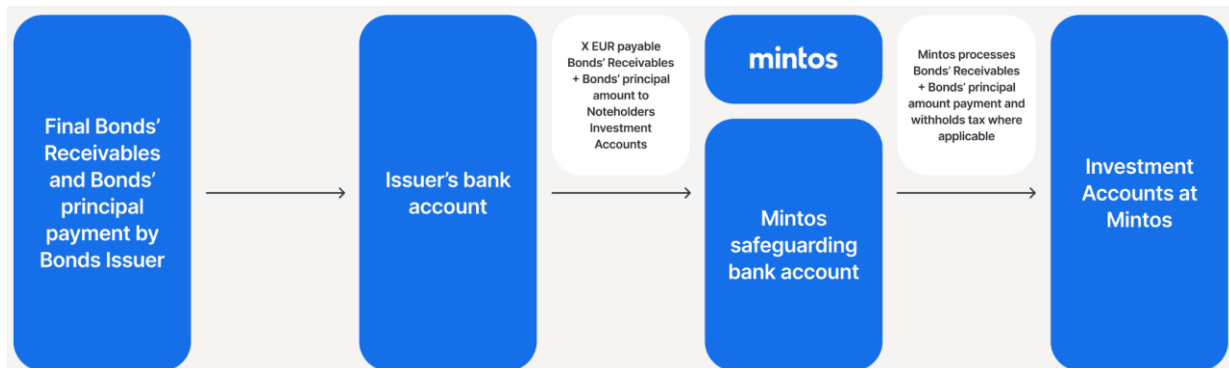 Final Bonds’
Receivables
and Bonds’
principal
payment by
Bonds Issuer
Issuer’s bank
account
X EUR payable
Bonds’ Receivables
+ Bonds’ principal
amount to
Noteholders
Investment
Accounts
mintos
Mintos
safeguarding
bank account
Mintos processes
Bonds’ Receivables
+ Bonds’ principal
amount payment and
withholds tax where
applicable
Investment
Accounts at
Mintos